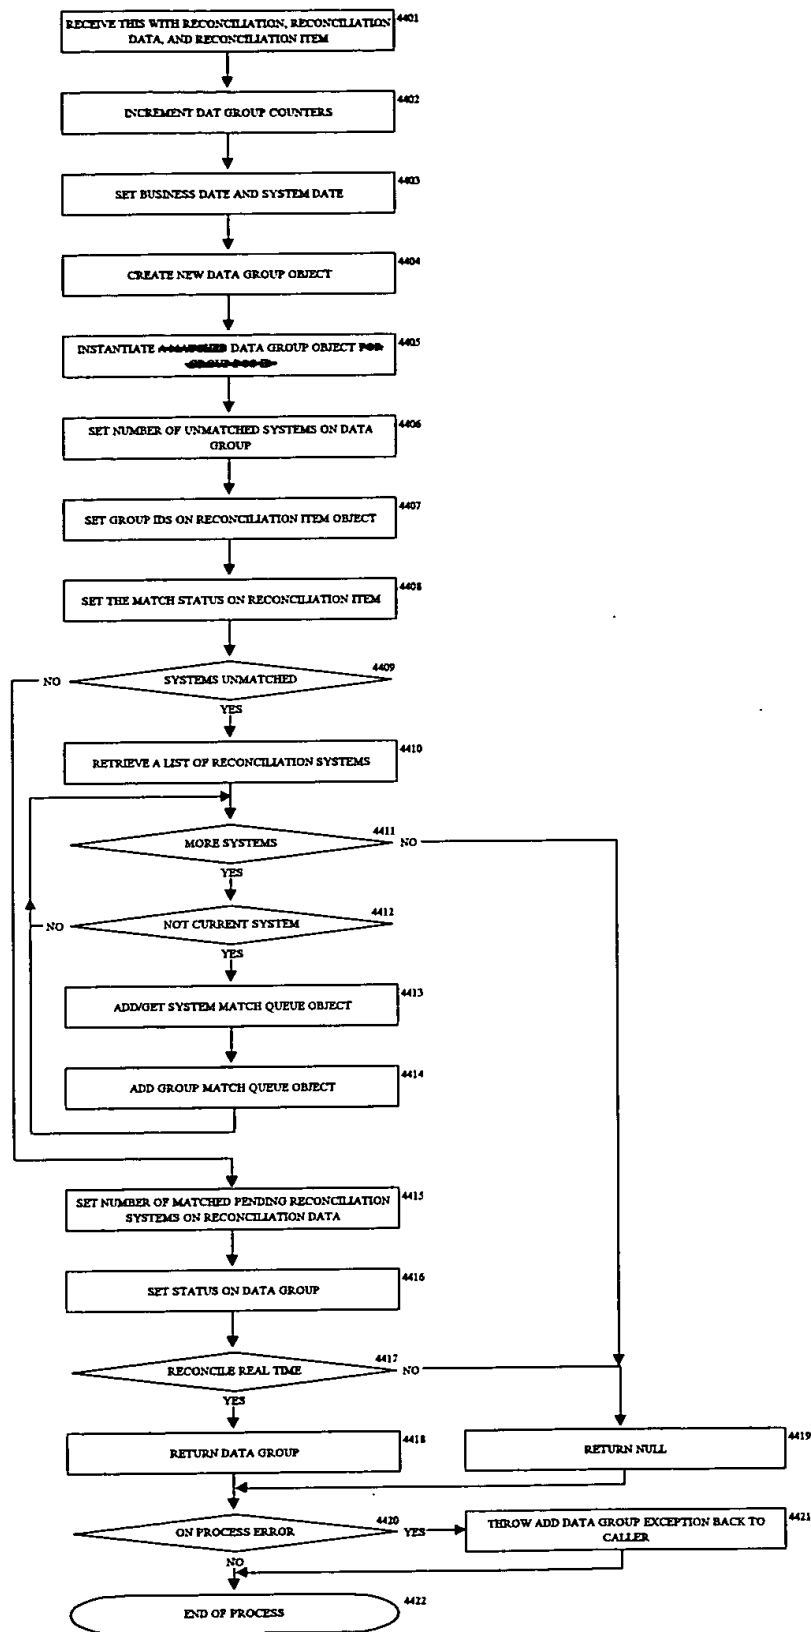 RECEIVE THIS WITH RECONCILIATION, RECONCILIATION
DATA, AND RECONCILIATION ITEM
4401
INCREMENT DAT GROUP COUNTERS
4402
SET BUSINESS DATE AND SYSTEM DATE
4403
CREATE NEW DATA GROUP OBJECT
4404
INSTANTIATE A MATCHED DATA GROUP OBJECT FOR
4405
SET NUMBER OF UNMATCHED SYSTEMS ON DATA
GROUP
4406
SET GROUP IDS ON RECONCILIATION ITEM OBJECT
4407
SET THE MATCH STATUS ON RECONCILIATION ITEM
4408
SYSTEMS UNMATCHED
4409
NO
YES
RETRIEVE A LIST OF RECONCILIATION SYSTEMS
4410
MORE SYSTEMS
4411
NO
YES
NOT CURRENT SYSTEM
4412
NO
YES
ADD/GET SYSTEM MATCH QUEUE OBJECT
4413
ADD GROUP MATCH QUEUE OBJECT
4414
SET NUMBER OF MATCHED PENDING RECONCILIATION
SYSTEMS ON RECONCILIATION DATA
4415
SET STATUS ON DATA GROUP
4416
RECONCILE REAL TIME
4417
NO
YES
RETURN DATA GROUP
4418
RETURN NULL
4419
ON PROCESS ERROR
4420
YES
THROW ADD DATA GROUP EXCEPTION BACK TO
CALLER
4421
NO
END OF PROCESS
4422